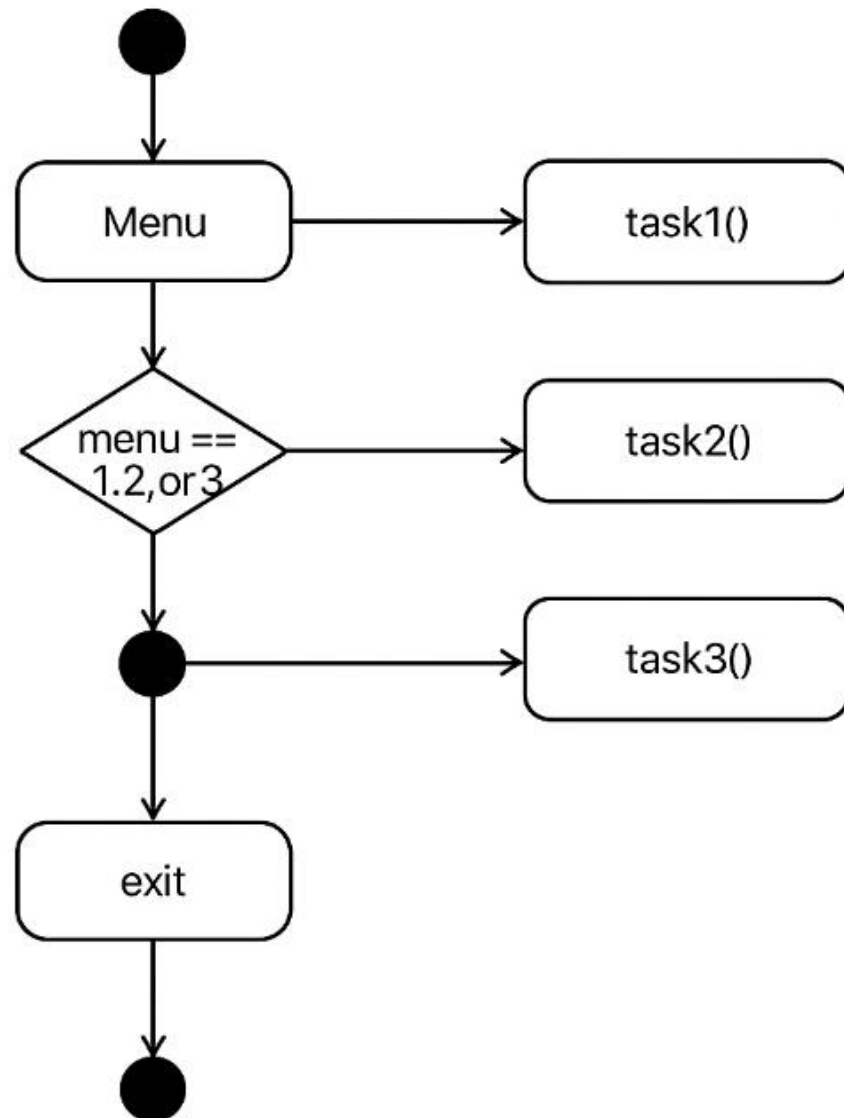 Menu
task1()
menu ==
1.2,or3
task2()
task3()
exit